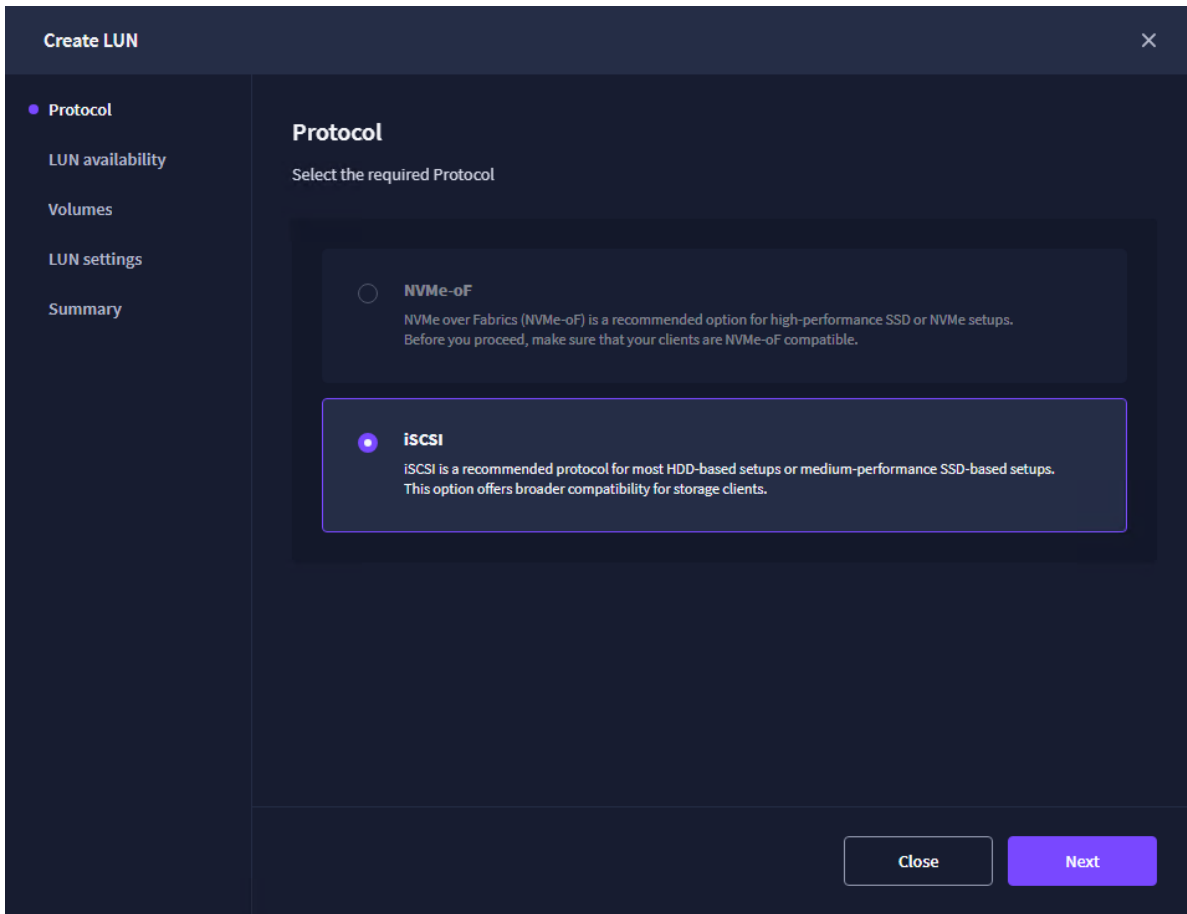 Create LUN
Protocol
LUN availability
Volumes
LUN settings
Summary
Protocol
Select the required Protocol
NVMe-oF
NVMe over Fabrics (NVMe-oF) is a recommended option for high-performance SSD or NVMe setups.
Before you proceed, make sure that your clients are NVMe-oF compatible.
iSCSI
iSCSI is a recommended protocol for most HDD-based setups or medium-performance SSD-based setups.
This option offers broader compatibility for storage clients.
Close
Next